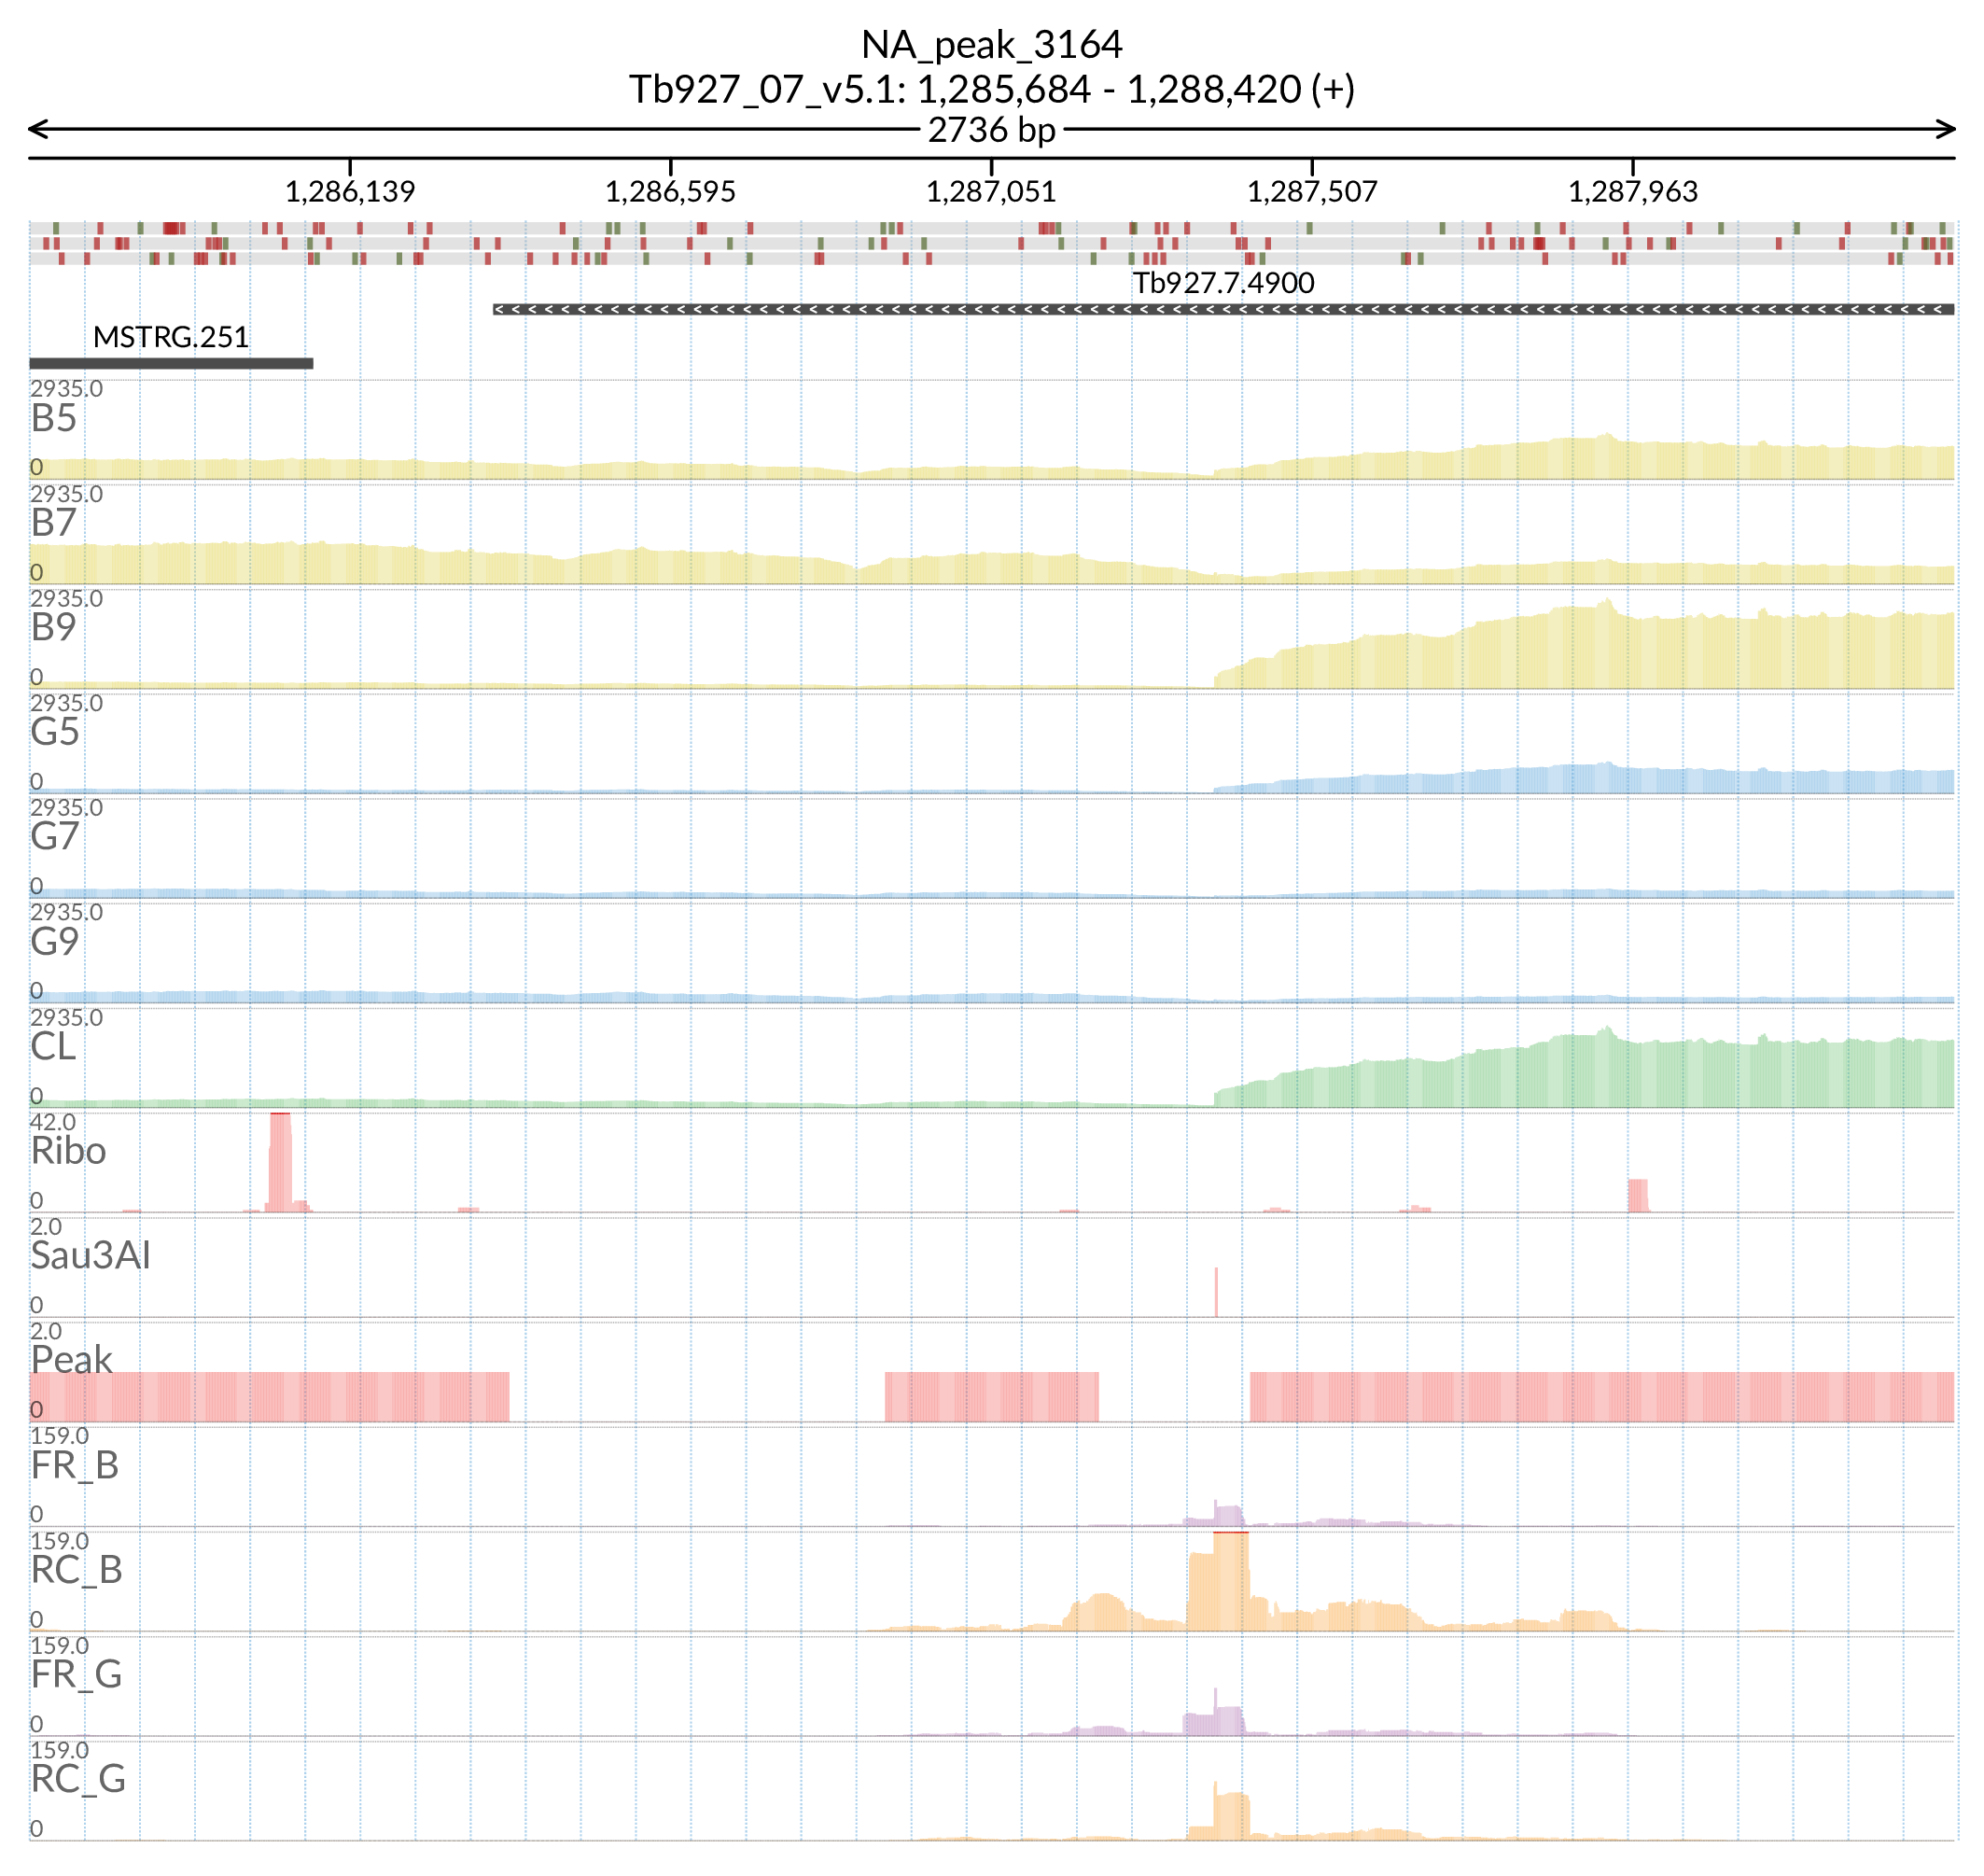 NA_peak_3164
Tb927_07_v5.1: 1,285,684 - 1,288,420 (+)
2736 bp
1,286,139 1,286,595 1,287,051 1,287,507 1,287,963
Tb927.7.4900
MSTRG.251
2935.0
B5
0
2935.0
B7
0
2935.0
B9
0
2935.0
G5
0
2935.0
G7
0
2935.0
G9
0
2935.0
CL
0
42.0
Ribo
0
2.0
Sau3AI
0
2.0
Peak
0
159.0
FR_B
0
159.0
RC_B
0
159.0
FR_G
0
159.0
RC_G
0